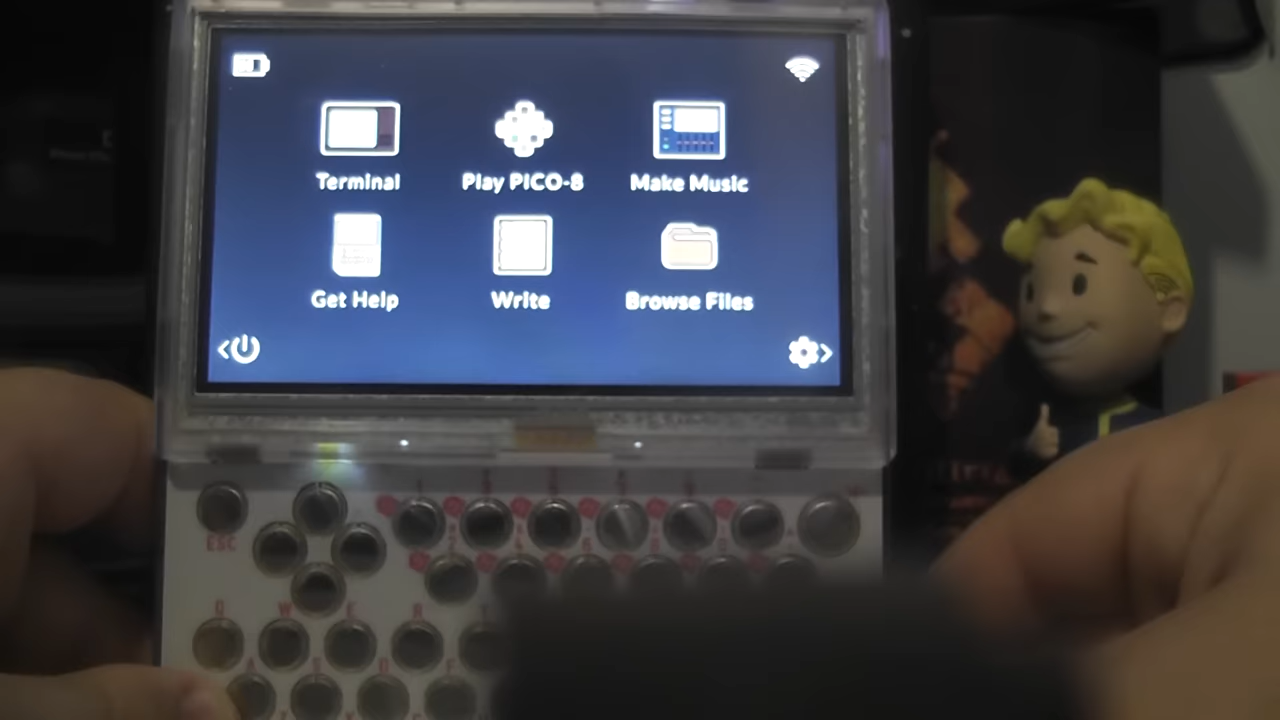 Terminal
Play PICO-8
Make Music
Get Help
Write
Browse Files
ESC
Q W E R
A S D F